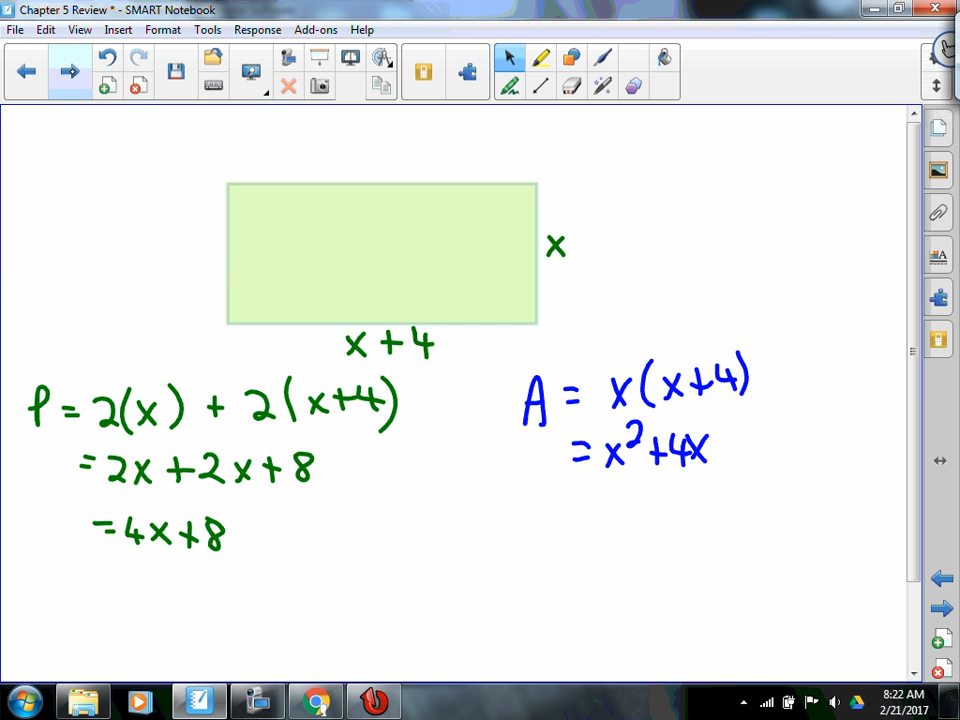 Chapter 5 Review * - SMART Notebook
File Edit View Insert Format Tools Response Add-ons Help
x
x + 4
P = 2(x) + 2(x+4)
= 2x + 2x + 8
= 4x + 8
A = x(x+4)
= x² + 4x
8:22 AM
2/21/2017